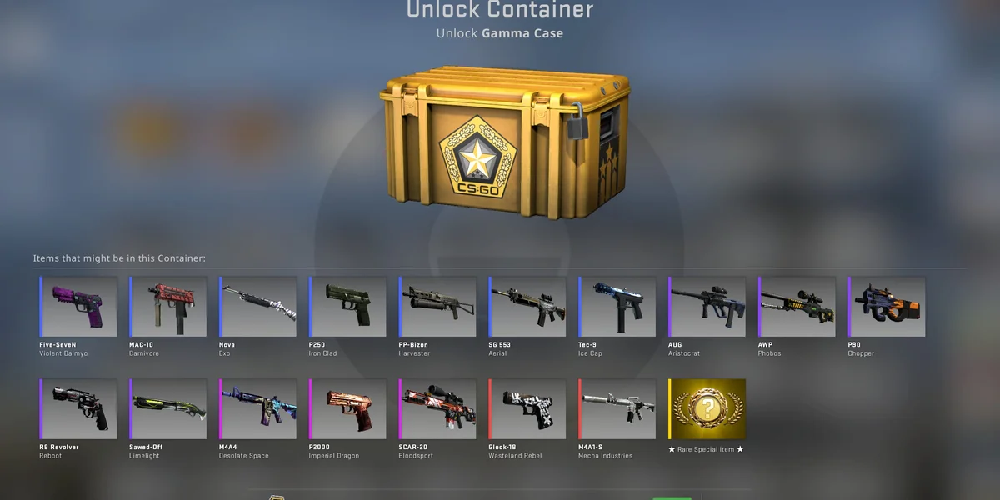 Unlock Container
Unlock Gamma Case
CS:GO
Items that might be in this Container:
Five-SeveN
Violent Daimyo
MAC-10
Carnivore
Nova
Exo
P250
Iron Clad
PP-Bizon
Harvester
SG 553
Aerial
Tec-9
Ice Cap
AUG
Aristocrat
AWP
Phobos
P90
Chopper
R8 Revolver
Reboot
Sawed-Off
Limelight
M4A4
Desolate Space
P2000
Imperial Dragon
SCAR-20
Bloodsport
Glock-18
Wasteland Rebel
M4A1-S
Mecha Industries
?
★ Rare Special Item ★